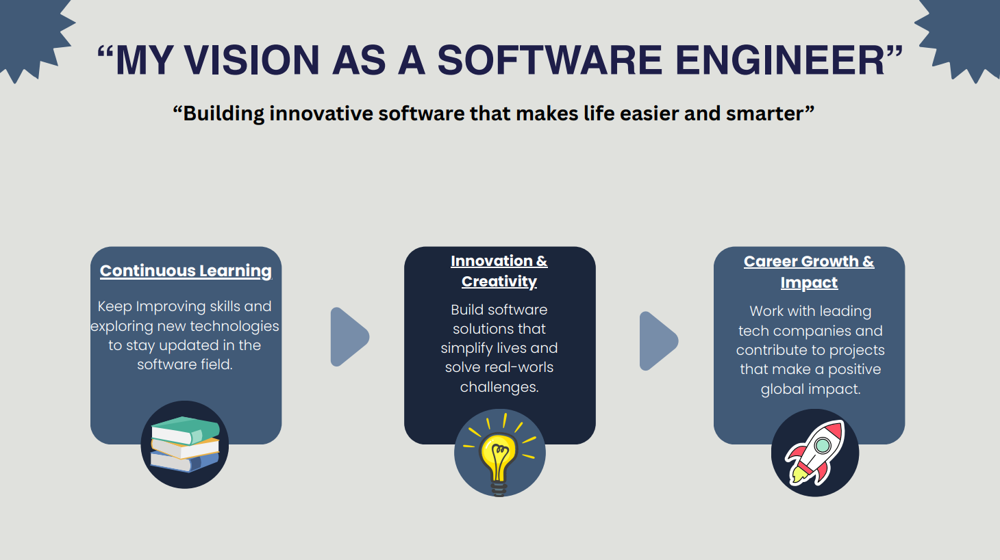 “MY VISION AS A SOFTWARE ENGINEER”
“Building innovative software that makes life easier and smarter”
Continuous Learning
Keep Improving skills and
exploring new technologies
to stay updated in the
software field.
Innovation &
Creativity
Build software
solutions that
simplify lives and
solve real-worls
challenges.
Career Growth &
Impact
Work with leading
tech companies and
contribute to projects
that make a positive
global impact.